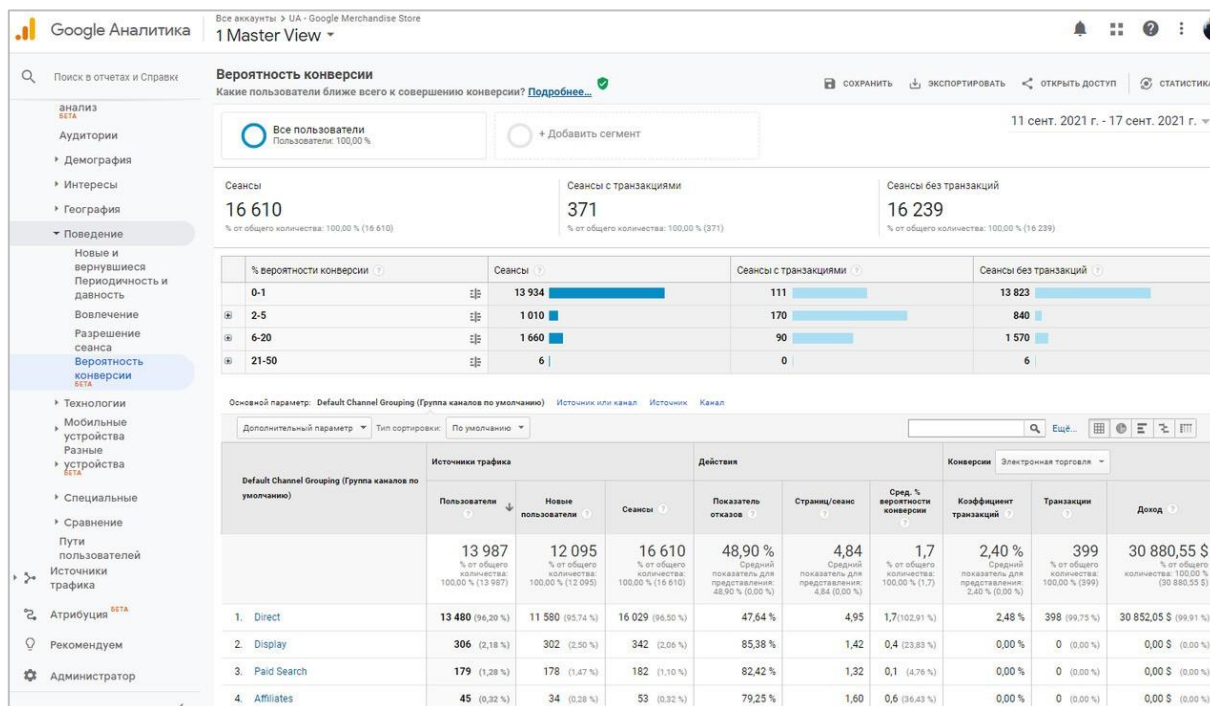 Google Аналитика
Все аккаунты > UA - Google Merchandise Store
1 Master View
Поиск в отчетах и Справке
анализ
БЕТА
Аудитории
Демография
Интересы
География
Поведение
Новые и
вернувшиеся
Периодичность и
давность
Вовлечение
Разрешение
сеанса
Вероятность
конверсии
БЕТА
Технологии
Мобильные
устройства
Разные
устройства
БЕТА
Специальные
Сравнение
Пути
пользователей
Источники
трафика
Атрибуция БЕТА
Рекомендуем
Администратор
Вероятность конверсии
Какие пользователи ближе всего к совершению конверсии? Подробнее...
СОХРАНИТЬ ЭКСПОРТИРОВАТЬ ОТКРЫТЬ ДОСТУП СТАТИСТИКА
Все пользователи
Пользователи: 100,00 %
+ Добавить сегмент
11 сент. 2021 г. - 17 сент. 2021 г.
Сеансы Сеансы с транзакциями Сеансы без транзакций
16 610 371 16 239
% от общего количества: 100,00 % (16 610) % от общего количества: 100,00 % (371) % от общего количества: 100,00 % (16 239)
% вероятности конверсии Сеансы Сеансы с транзакциями Сеансы без транзакций
0-1 13 934 111 13 823
2-5 1 010 170 840
6-20 1 660 90 1 570
21-50 6 0 6
Основной параметр: Default Channel Grouping (Группа каналов по умолчанию) Источник или канал Источник Канал
Дополнительный параметр Тип сортировки: По умолчанию Ещё...
Default Channel Grouping (Группа каналов по
умолчанию)
Источники трафика Действия Конверсии Электронная торговля
Пользователи Новые пользователи Сеансы Показатель отказов Страниц/сеанс Сред. % вероятности конверсии Коэффициент транзакций Транзакции Доход
13 987 12 095 16 610 48,90 % 4,84 1,7 2,40 % 399 30 880,55 $
% от общего количества: 100,00 % (13 987) % от общего количества: 100,00 % (12 095) % от общего количества: 100,00 % (16 610) Средний показатель для представления: 48,90 % (0,00 %) Средний показатель для представления: 4,84 (0,00 %) % от общего количества: 100,00 % (1,7) Средний показатель для представления: 2,40 % (0,00 %) % от общего количества: 100,00 % (399) % от общего количества: 100,00 % (30 880,55 $)
1. Direct 13 480 (96,20 %) 11 580 (95,74 %) 16 029 (96,50 %) 47,64 % 4,95 1,7(102,91 %) 2,48 % 398 (99,75 %) 30 852,05 $ (99,91 %)
2. Display 306 (2,18 %) 302 (2,50 %) 342 (2,06 %) 85,38 % 1,42 0,4 (23,83 %) 0,00 % 0 (0,00 %) 0,00 $ (0,00 %)
3. Paid Search 179 (1,28 %) 178 (1,47 %) 182 (1,10 %) 82,42 % 1,32 0,1 (4,76 %) 0,00 % 0 (0,00 %) 0,00 $ (0,00 %)
4. Affiliates 45 (0,32 %) 34 (0,28 %) 53 (0,32 %) 79,25 % 1,60 0,6 (36,43 %) 0,00 % 0 (0,00 %) 0,00 $ (0,00 %)